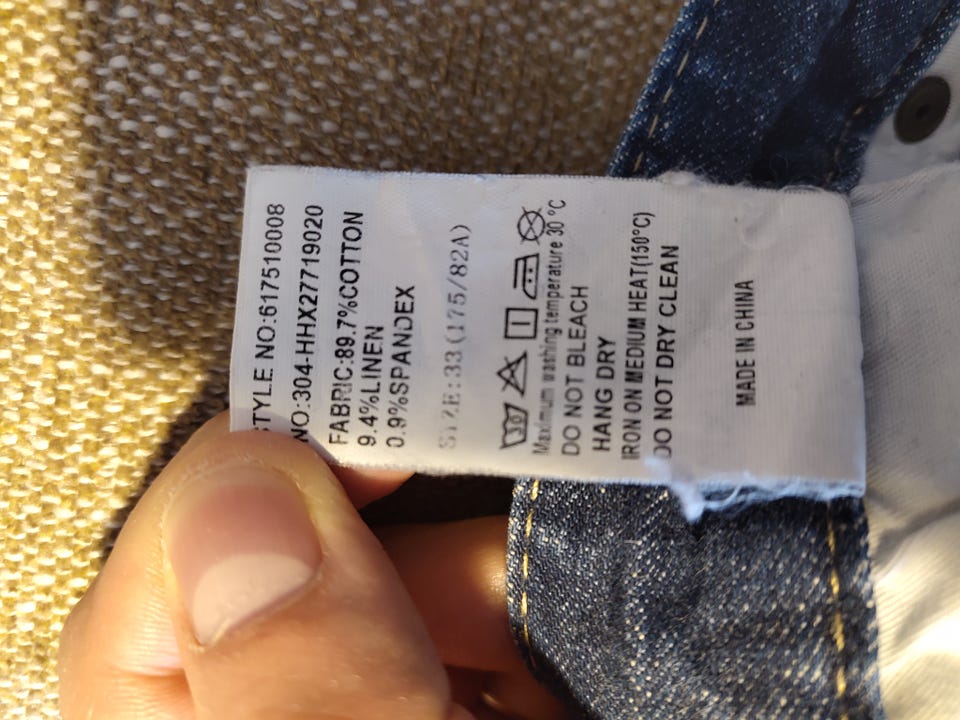 STYLE NO:617510008
NO:304-HHX27719020
FABRIC:89.7%COTTON
9.4%LINEN
0.9%SPANDEX
SIZE:33(175/82A)
30
Maximum washing temperature 30 °C
DO NOT BLEACH
HANG DRY
IRON ON MEDIUM HEAT(150°C)
DO NOT DRY CLEAN
MADE IN CHINA